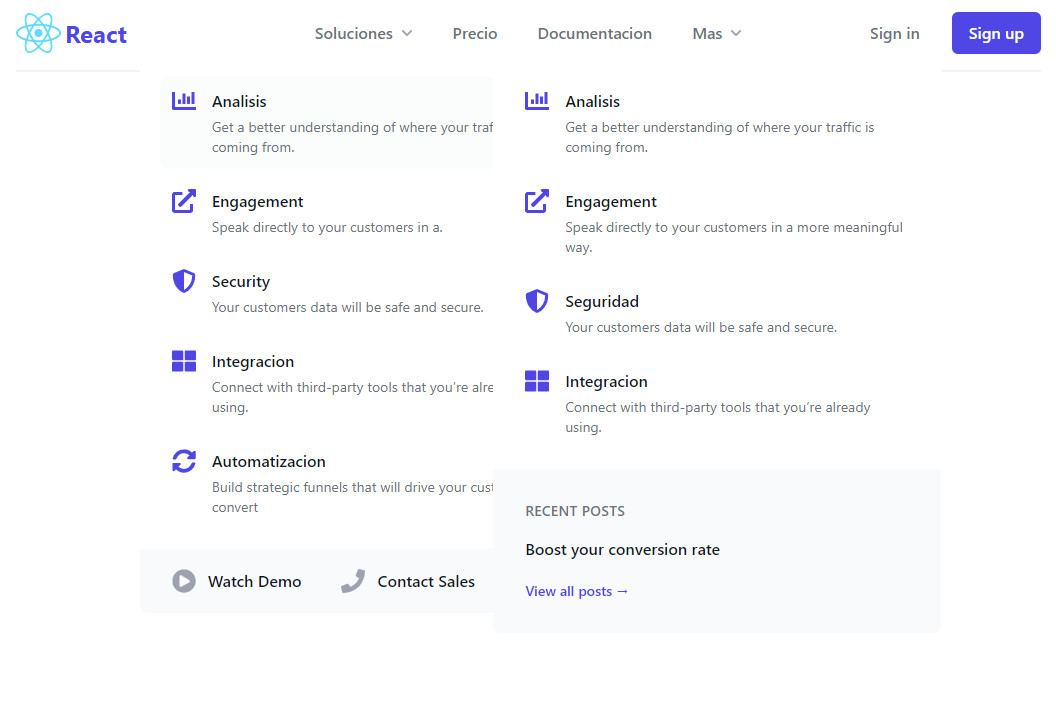 React
Soluciones
Precio
Documentacion
Mas
Sign in
Sign up
Analisis
Get a better understanding of where your traf
coming from.
Engagement
Speak directly to your customers in a.
Security
Your customers data will be safe and secure.
Integracion
Connect with third-party tools that you’re alre
using.
Automatizacion
Build strategic funnels that will drive your cust
convert
Watch Demo
Contact Sales
Analisis
Get a better understanding of where your traffic is
coming from.
Engagement
Speak directly to your customers in a more meaningful
way.
Seguridad
Your customers data will be safe and secure.
Integracion
Connect with third-party tools that you’re already
using.
RECENT POSTS
Boost your conversion rate
View all posts →